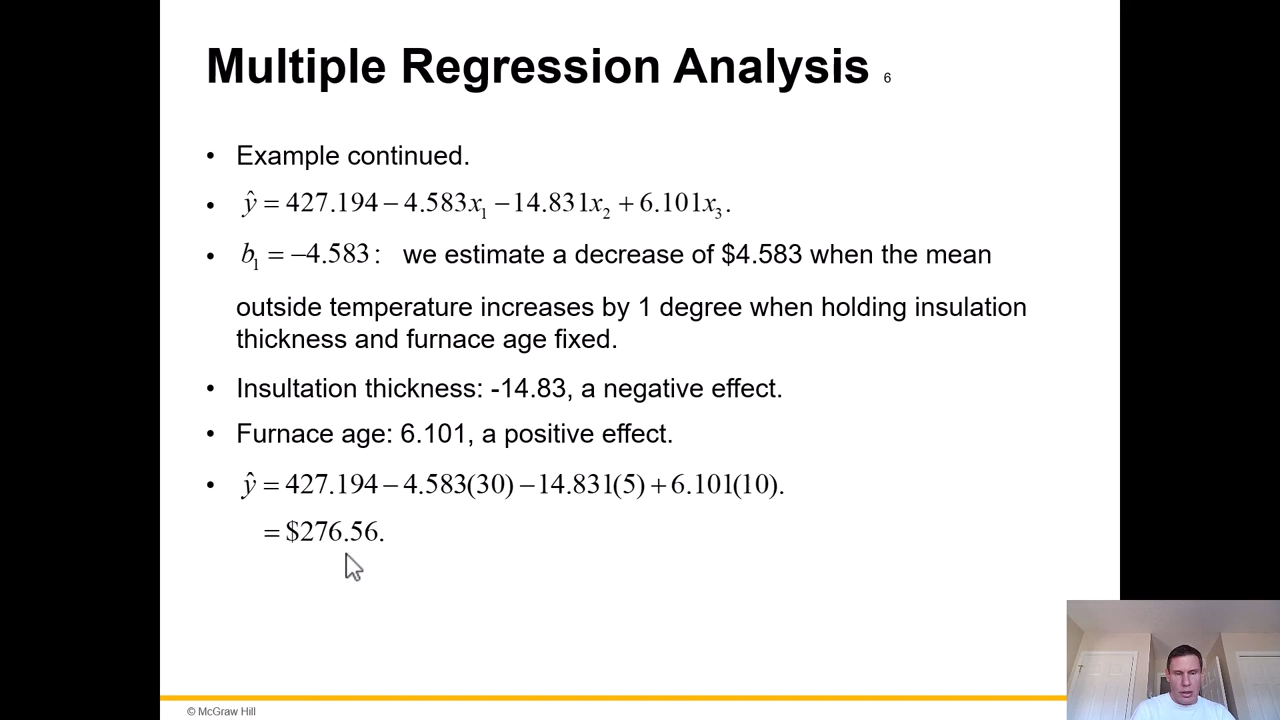 Multiple Regression Analysis 6
• Example continued.
• ŷ = 427.194 − 4.583x₁ − 14.831x₂ + 6.101x₃.
• b₁ = −4.583: we estimate a decrease of $4.583 when the mean
outside temperature increases by 1 degree when holding insulation
thickness and furnace age fixed.
• Insultation thickness: -14.83, a negative effect.
• Furnace age: 6.101, a positive effect.
• ŷ = 427.194 − 4.583(30) − 14.831(5) + 6.101(10).
= $276.56.
© McGraw Hill